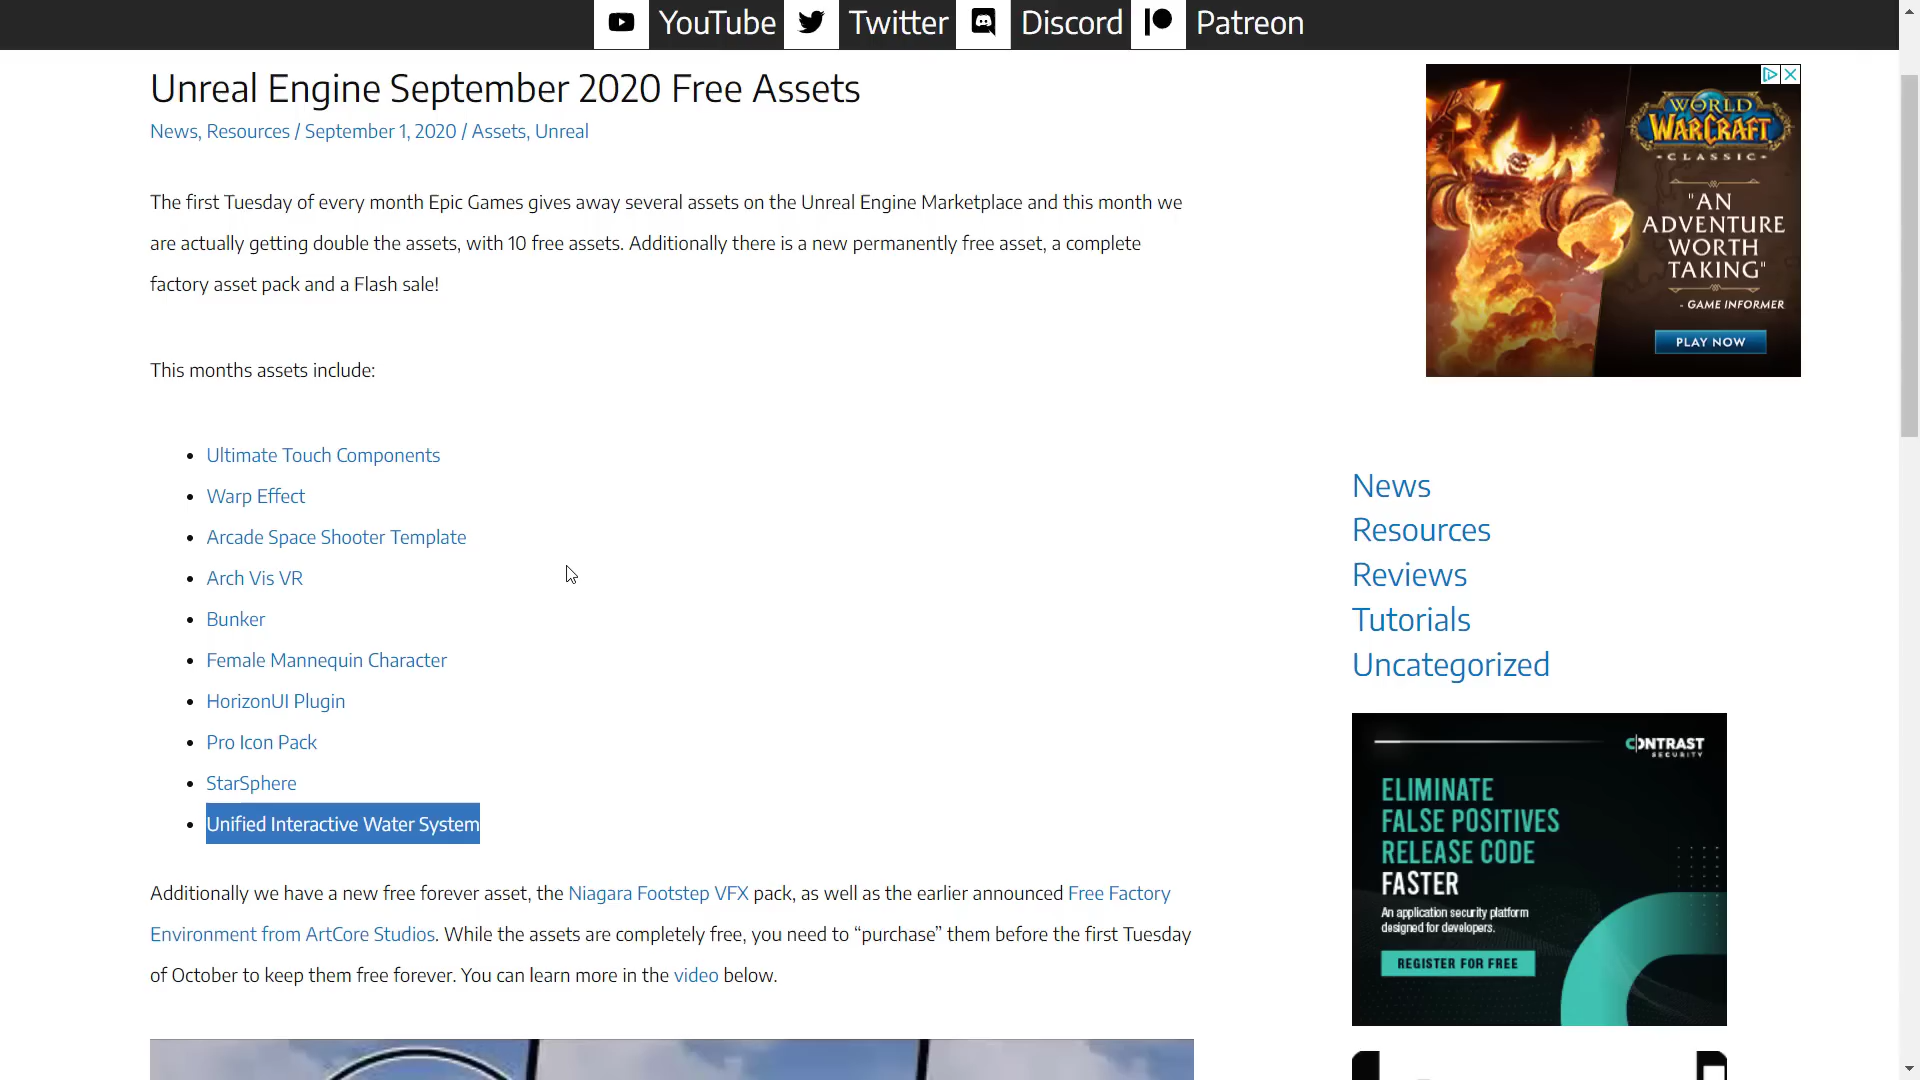 YouTube Twitter Discord Patreon
Unreal Engine September 2020 Free Assets
News, Resources / September 1, 2020 / Assets, Unreal
The first Tuesday of every month Epic Games gives away several assets on the Unreal Engine Marketplace and this month we
are actually getting double the assets, with 10 free assets. Additionally there is a new permanently free asset, a complete
factory asset pack and a Flash sale!
This months assets include:
• Ultimate Touch Components
• Warp Effect
• Arcade Space Shooter Template
• Arch Vis VR
• Bunker
• Female Mannequin Character
• HorizonUI Plugin
• Pro Icon Pack
• StarSphere
• Unified Interactive Water System
Additionally we have a new free forever asset, the Niagara Footstep VFX pack, as well as the earlier announced Free Factory
Environment from ArtCore Studios. While the assets are completely free, you need to “purchase” them before the first Tuesday
of October to keep them free forever. You can learn more in the video below.
WORLD
WARCRAFT
CLASSIC
"AN
ADVENTURE
WORTH
TAKING"
- GAME INFORMER
PLAY NOW
News
Resources
Reviews
Tutorials
Uncategorized
CONTRAST
SECURITY
ELIMINATE
FALSE POSITIVES
RELEASE CODE
FASTER
An application security platform
designed for developers.
REGISTER FOR FREE